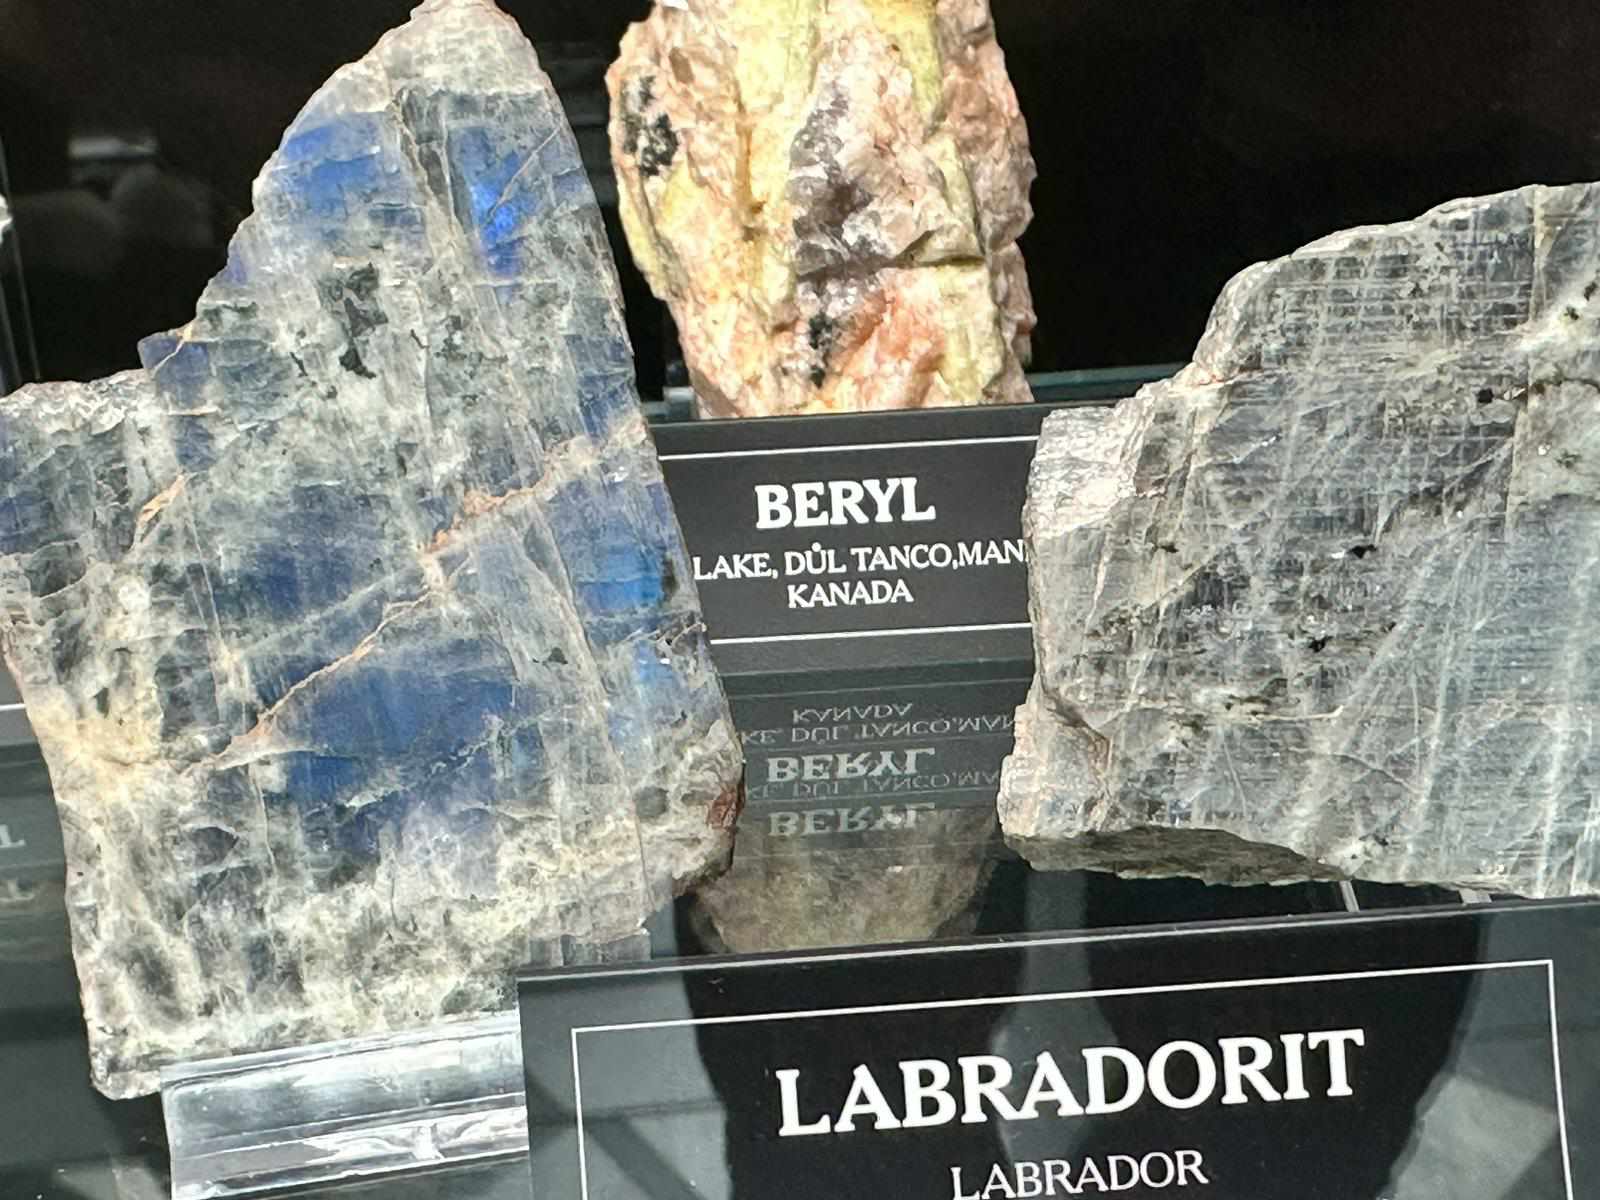 BERYL
LAKE, DŮL TANCO,MAN
KANADA
LABRADORIT
LABRADOR